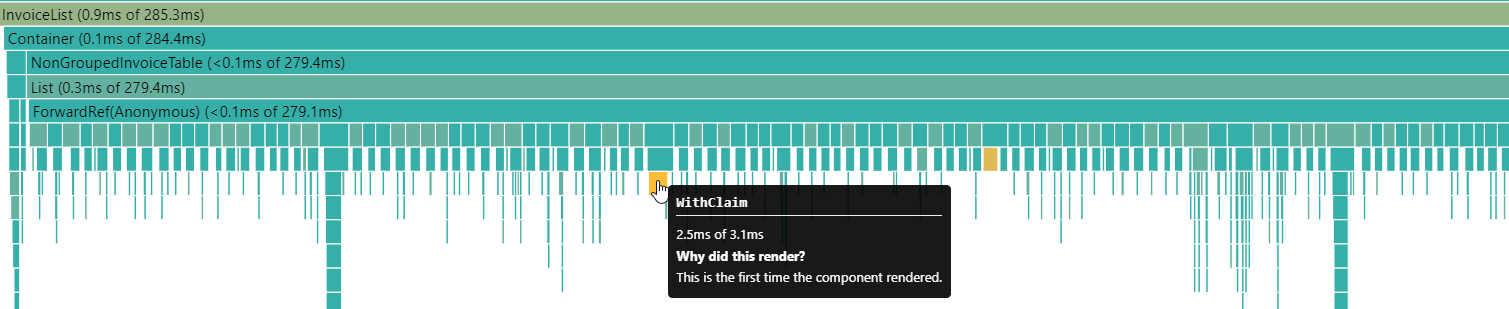 InvoiceList (0.9ms of 285.3ms)
Container (0.1ms of 284.4ms)
NonGroupedInvoiceTable (<0.1ms of 279.4ms)
List (0.3ms of 279.4ms)
ForwardRef(Anonymous) (<0.1ms of 279.1ms)
WithClaim
2.5ms of 3.1ms
Why did this render?
This is the first time the component rendered.